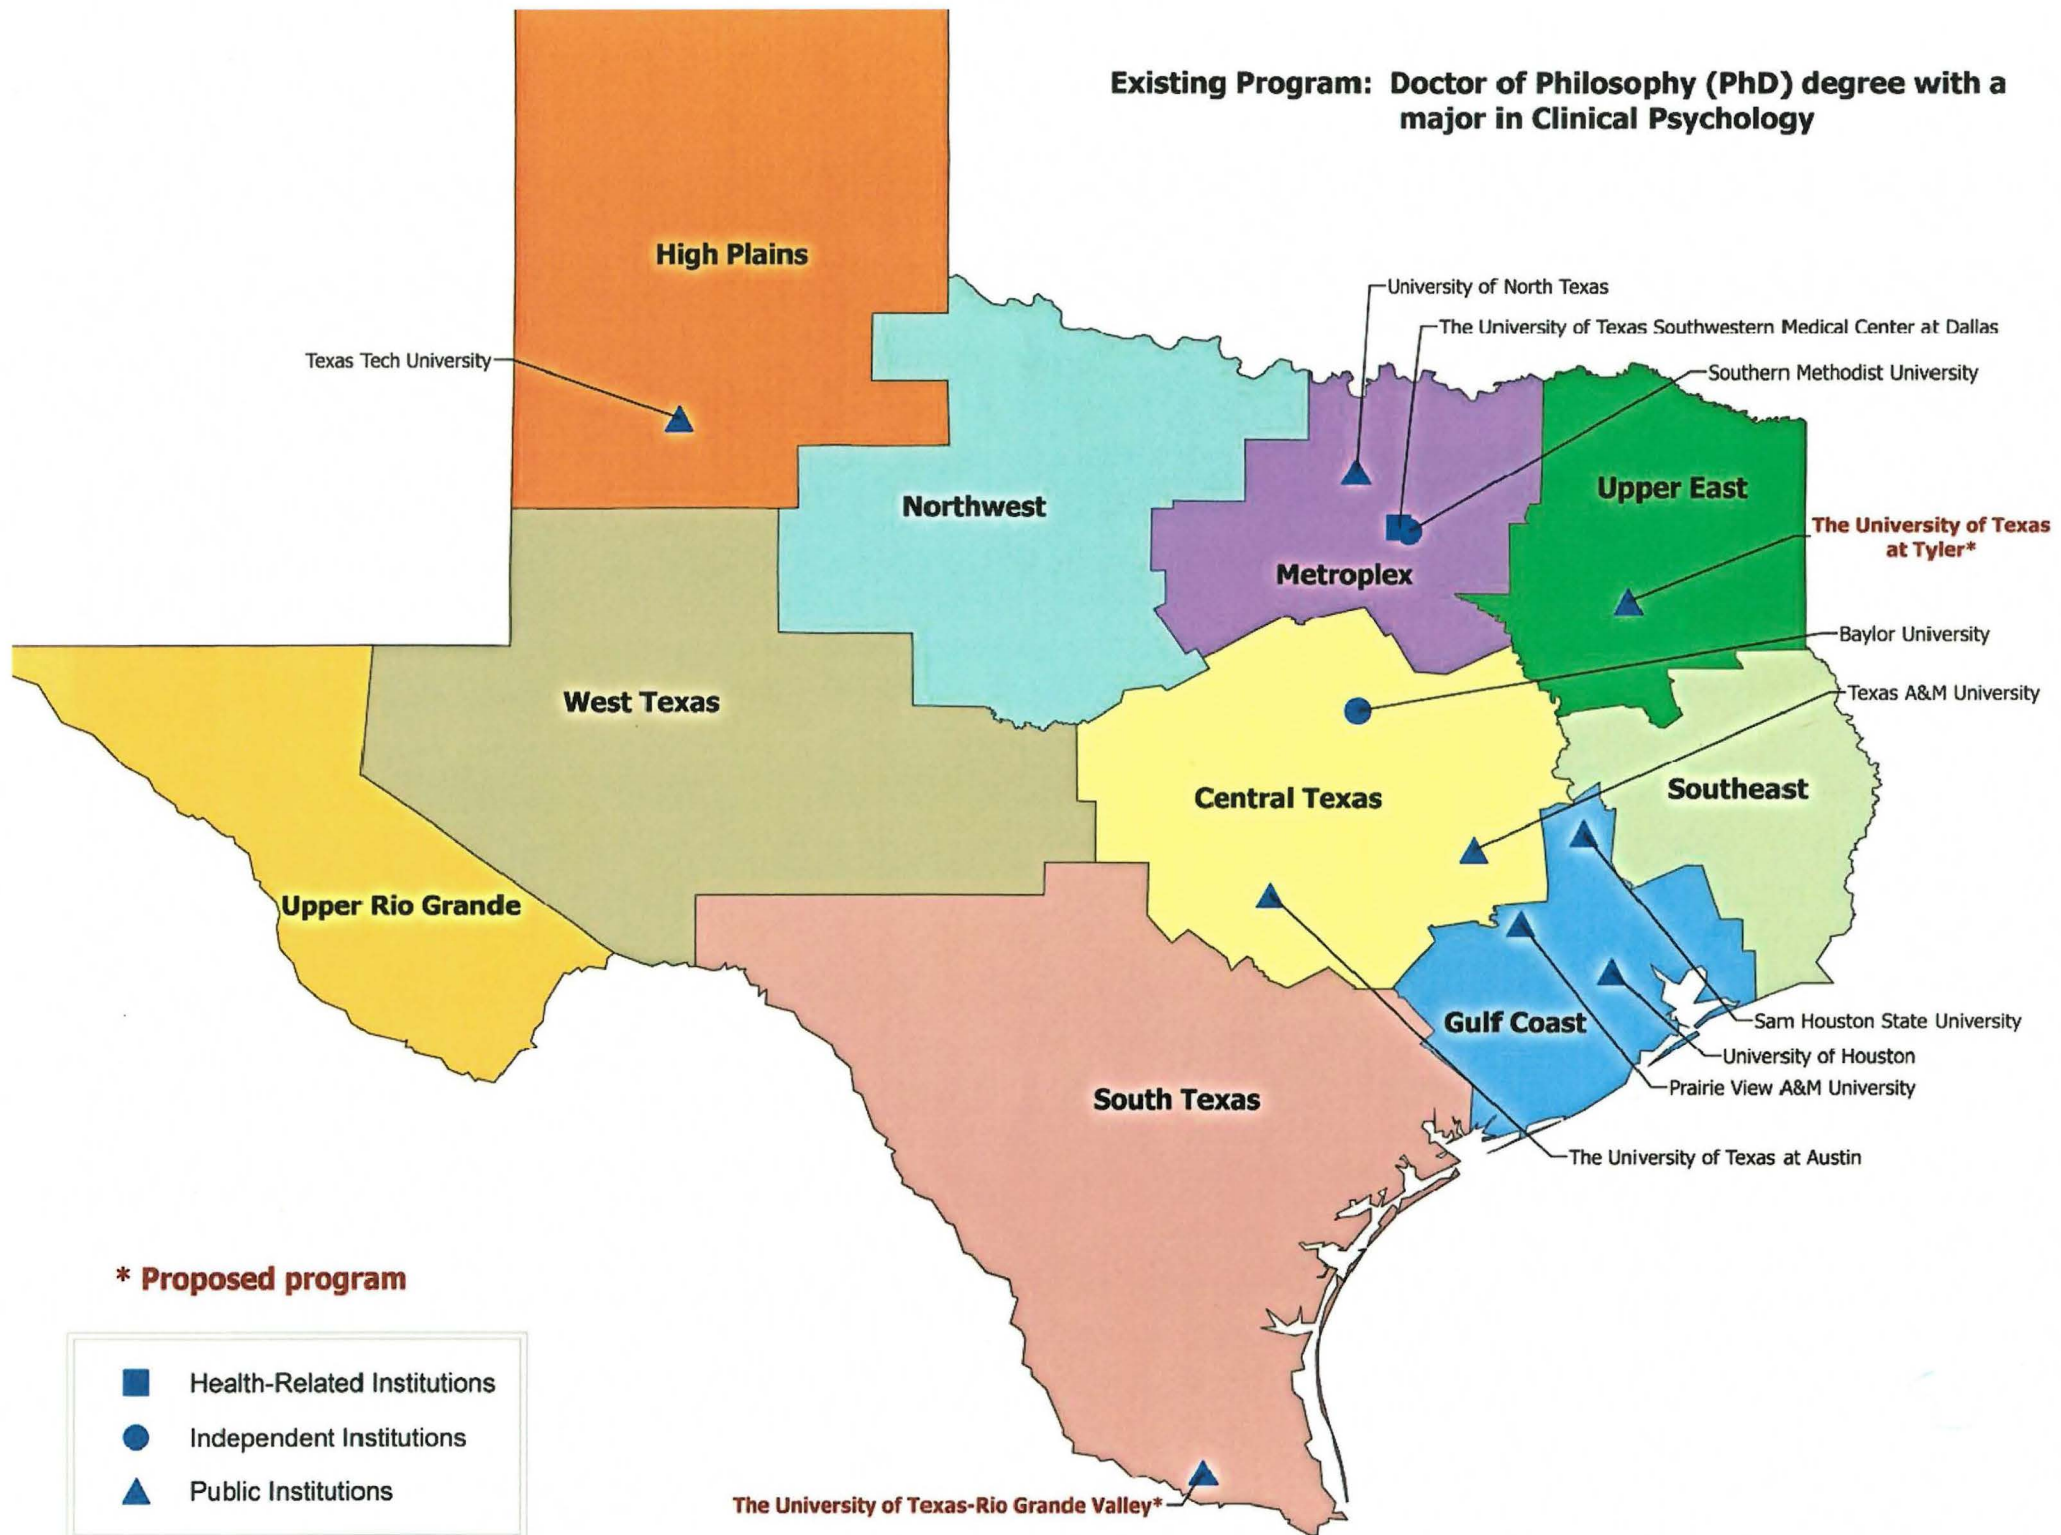 Existing Program: Doctor of Philosophy (PhD) degree with a
major in Clinical Psychology
High Plains
University of North Texas
The University of Texas Southwestern Medical Center at Dallas
Texas Tech University
Southern Methodist University
Upper East
Northwest
The University of Texas
at Tyler*
Metroplex
Baylor University
Texas A&M University
West Texas
Southeast
Central Texas
Upper Rio Grande
Gulf Coast
Sam Houston State University
University of Houston
Prairie View A&M University
South Texas
The University of Texas at Austin
* Proposed program
Health-Related Institutions
Independent Institutions
Public Institutions
The University of Texas-Rio Grande Valley*